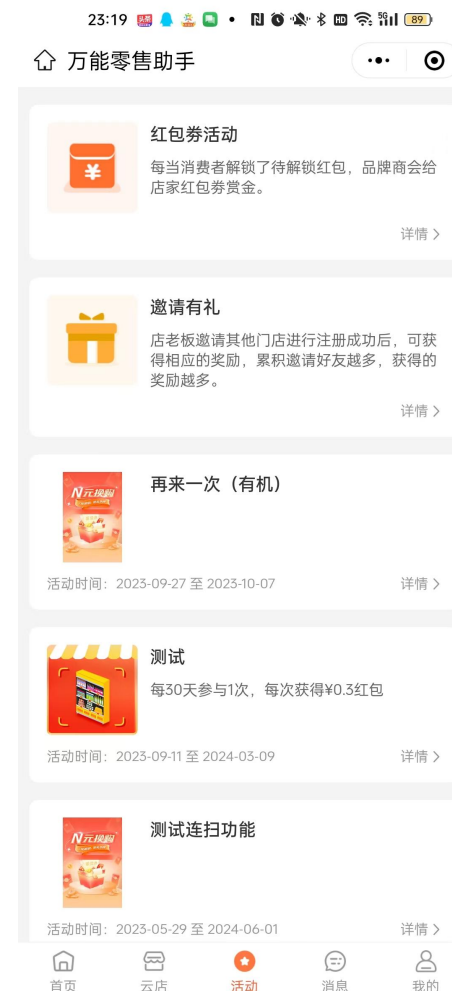 23:19
头条
HD
5G
89
万能零售助手
红包券活动
每当消费者解锁了待解锁红包，品牌商会给
店家红包券赏金。
详情
邀请有礼
店老板邀请其他门店进行注册成功后，可获
得相应的奖励，累积邀请好友越多，获得的
奖励越多。
详情
N元换购
再来一次（有机）
活动时间：2023-09-27 至 2023-10-07
详情
测试
每30天参与1次，每次获得¥0.3红包
活动时间：2023-09-11 至 2024-03-09
详情
N元换购
测试连扫功能
活动时间：2023-05-29 至 2024-06-01
详情
首页
云店
活动
消息
我的